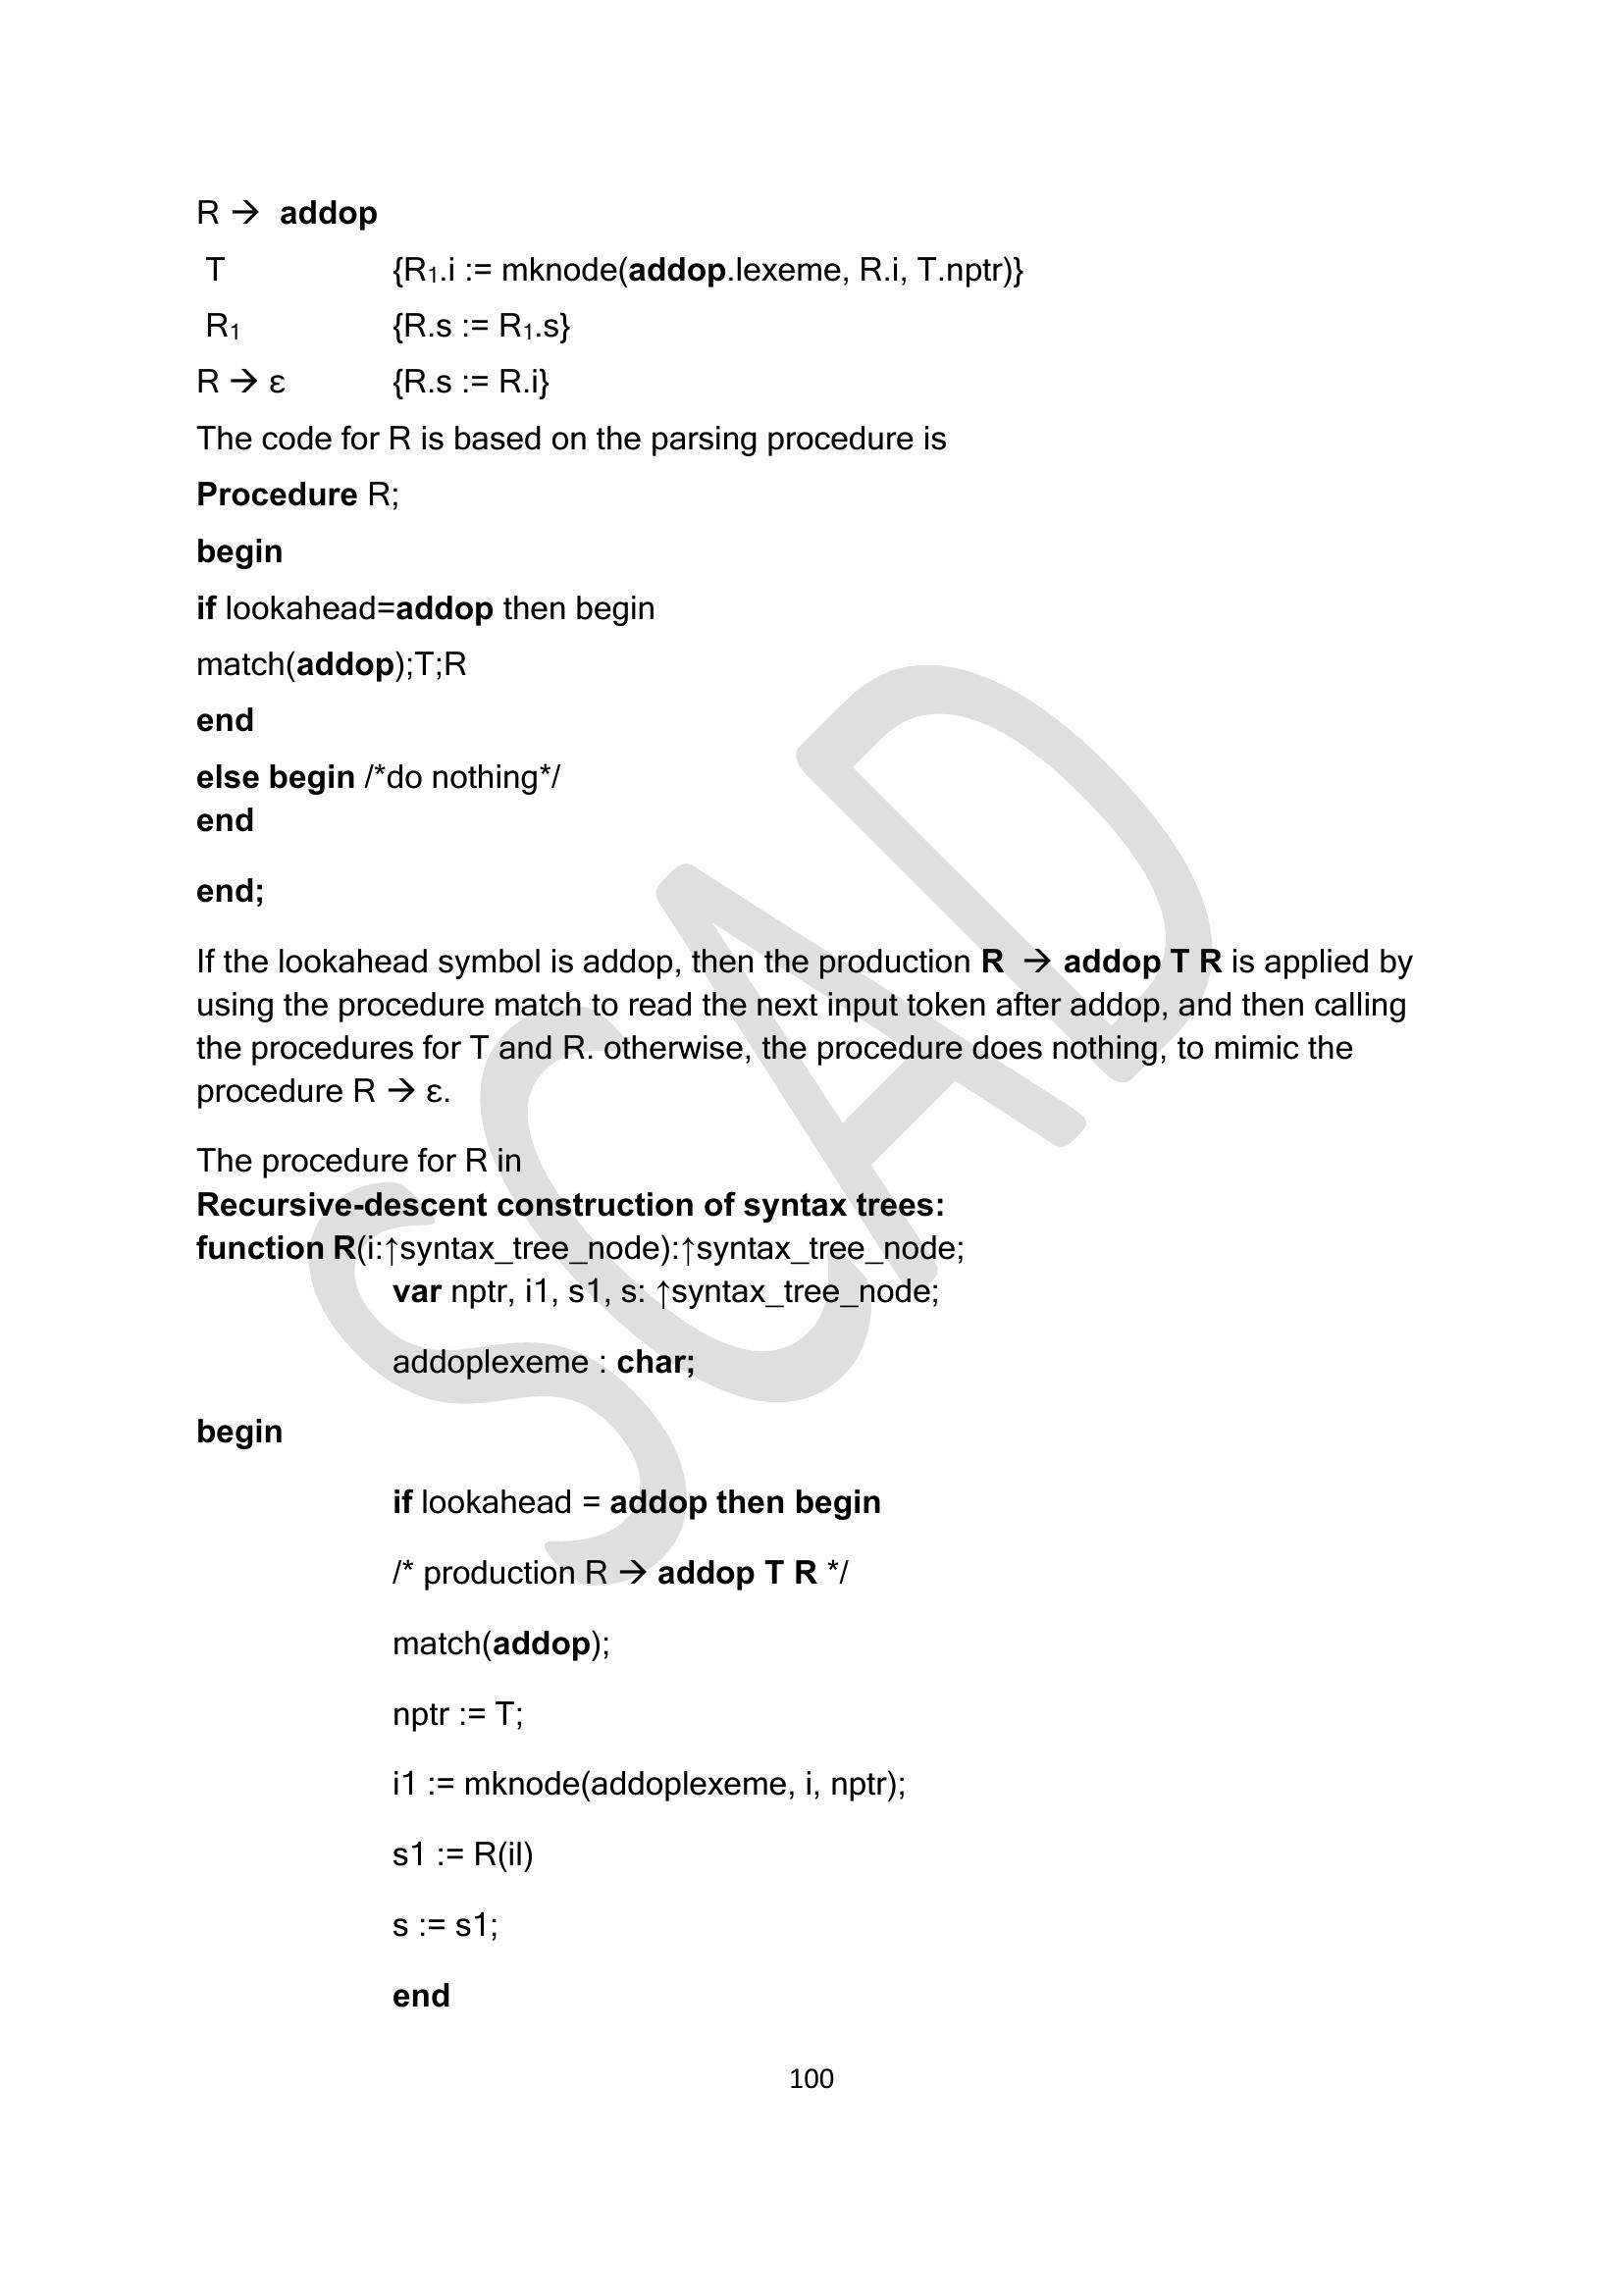 R → addop
T {R₁.i := mknode(addop.lexeme, R.i, T.nptr)}
R₁ {R.s := R₁.s}
R → ε {R.s := R.i}
The code for R is based on the parsing procedure is
Procedure R;
begin
if lookahead=addop then begin
match(addop);T;R
end
else begin /*do nothing*/
end
end;
If the lookahead symbol is addop, then the production R → addop T R is applied by
using the procedure match to read the next input token after addop, and then calling
the procedures for T and R. otherwise, the procedure does nothing, to mimic the
procedure R → ε.
The procedure for R in
Recursive-descent construction of syntax trees:
function R(i:↑syntax_tree_node):↑syntax_tree_node;
var nptr, i1, s1, s: ↑syntax_tree_node;
addoplexeme : char;
begin
if lookahead = addop then begin
/* production R → addop T R */
match(addop);
nptr := T;
i1 := mknode(addoplexeme, i, nptr);
s1 := R(il)
s := s1;
end
100
SCAD